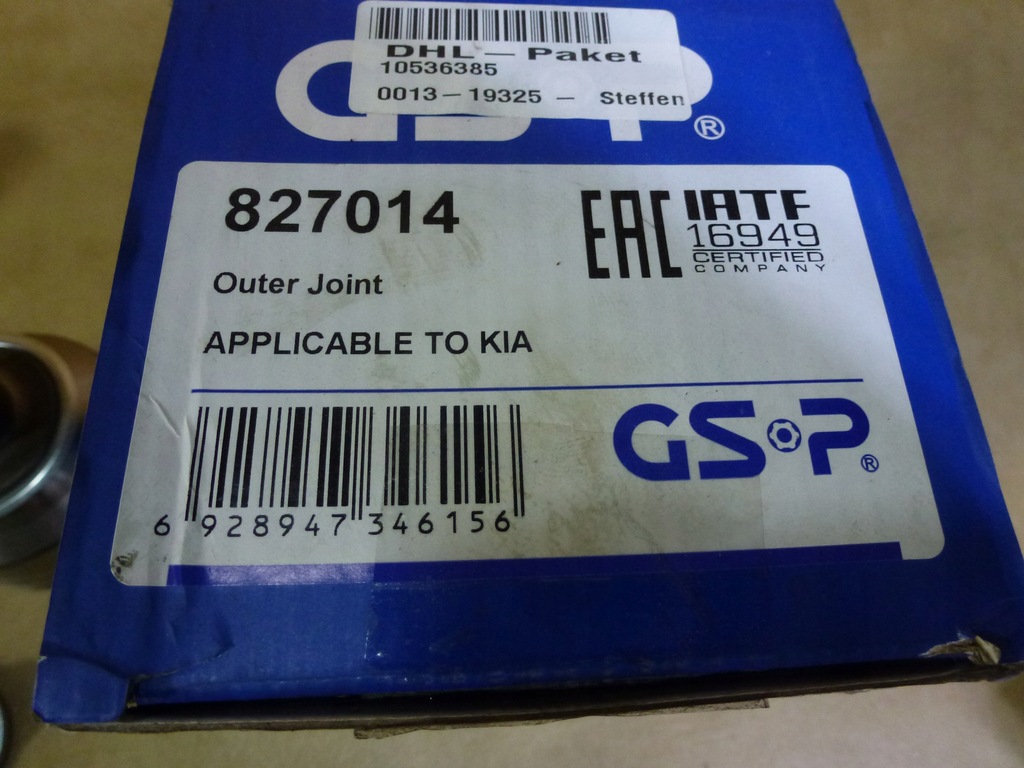 DHL - Paket
10536385
0013-19325 - Steffen
GSP®
827014
EAC
IATF
16949
CERTIFIED
COMPANY
Outer Joint
APPLICABLE TO KIA
GSP®
6 928947 346156